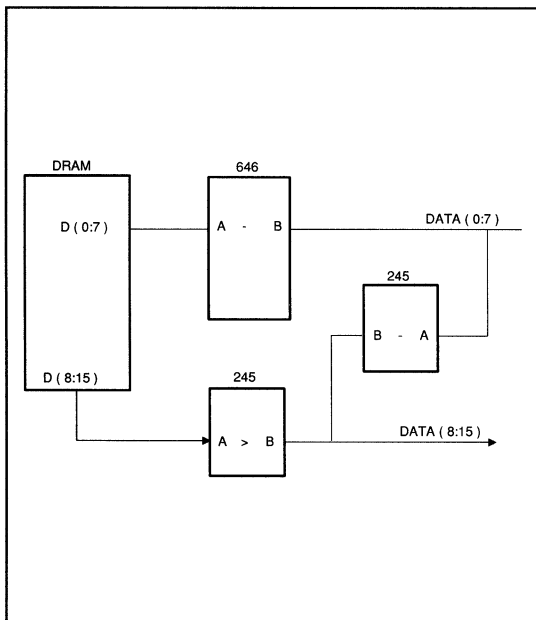 DRAM
646
D ( 0:7 )
A - B
DATA ( 0:7 )
245
B - A
D ( 8:15 )
245
A > B
DATA ( 8:15 )